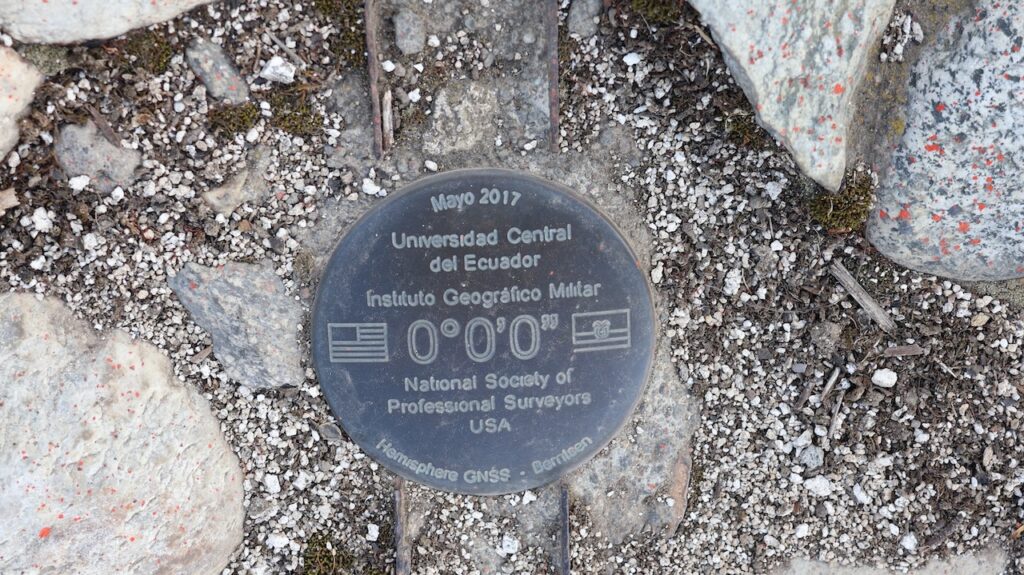 Mayo 2017
Universidad Central
del Ecuador
Instituto Geográfico Militar
0°0'0"
National Society of
Professional Surveyors
USA
Hemisphere GNSS - Berntsen